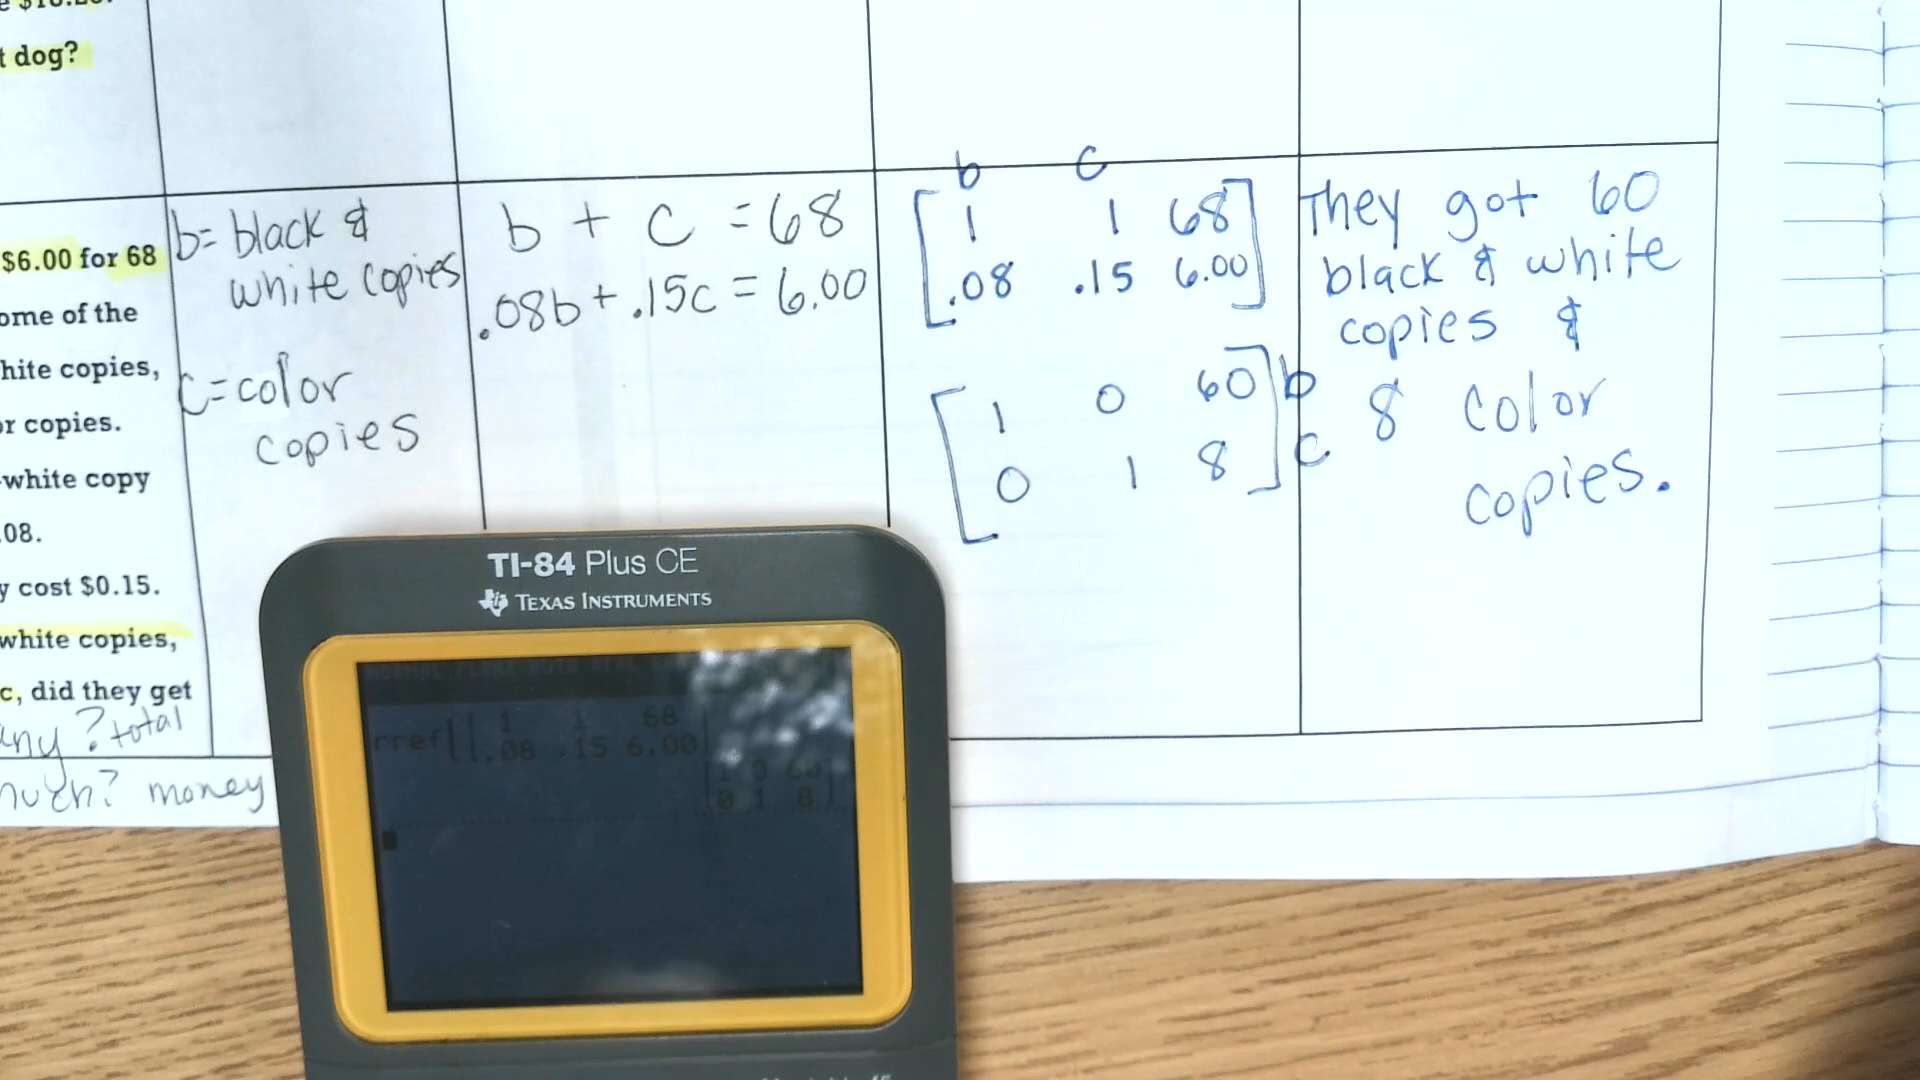 t dog?
$6.00 for 68
ome of the
hite copies,
or copies.
-white copy
.08.
y cost $0.15.
white copies,
c, did they get
any ? total
much? money
b= black &
white copies
c=color
copies
b + c = 68
.08b + .15c = 6.00
b c
1 1 68
.08 .15 6.00
1 0 60 b
0 1 8 c
They got 60
black & white
copies &
8 color
copies.
TI-84 Plus CE
TEXAS INSTRUMENTS
1 1 68
rref .08 .15 6.00
1 0 60
0 1 8